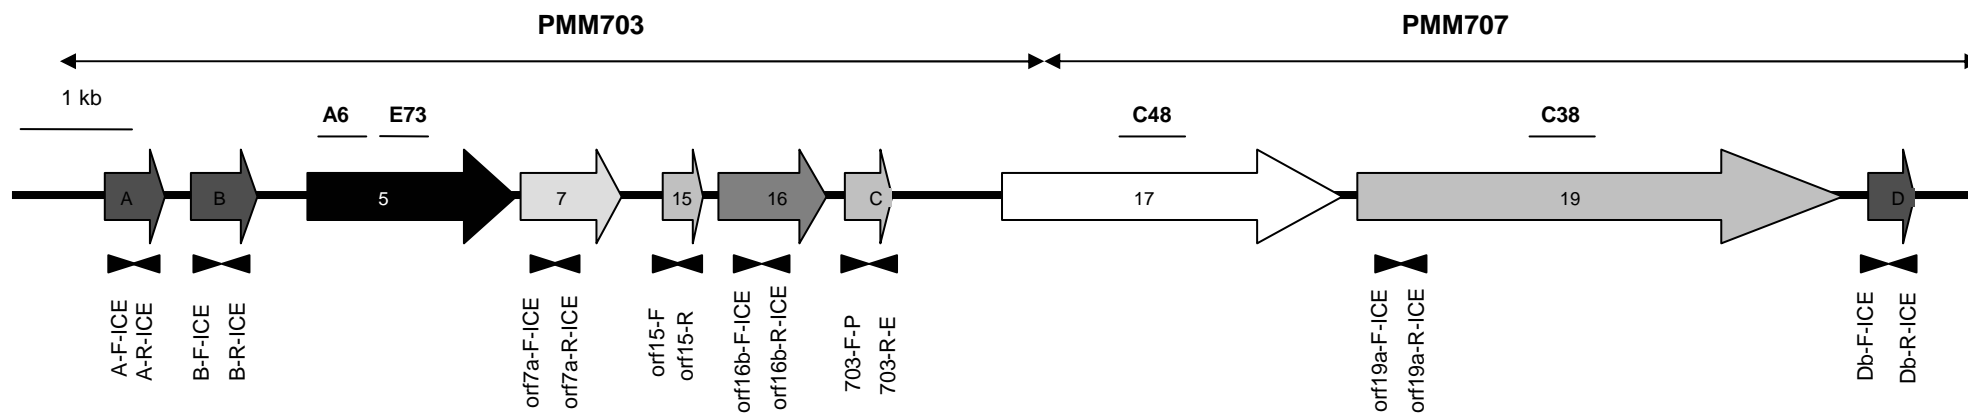 PMM703
PMM707
1 kb
A6
E73
C48
C38
A
B
5
7
15
16
C
17
19
D
A-F-ICE
A-R-ICE
B-F-ICE
B-R-ICE
orf7a-F-ICE
orf7a-R-ICE
orf15-F
orf15-R
orf16b-F-ICE
orf16b-R-ICE
703-F-P
703-R-E
orf19a-F-ICE
orf19a-R-ICE
Db-F-ICE
Db-R-ICE